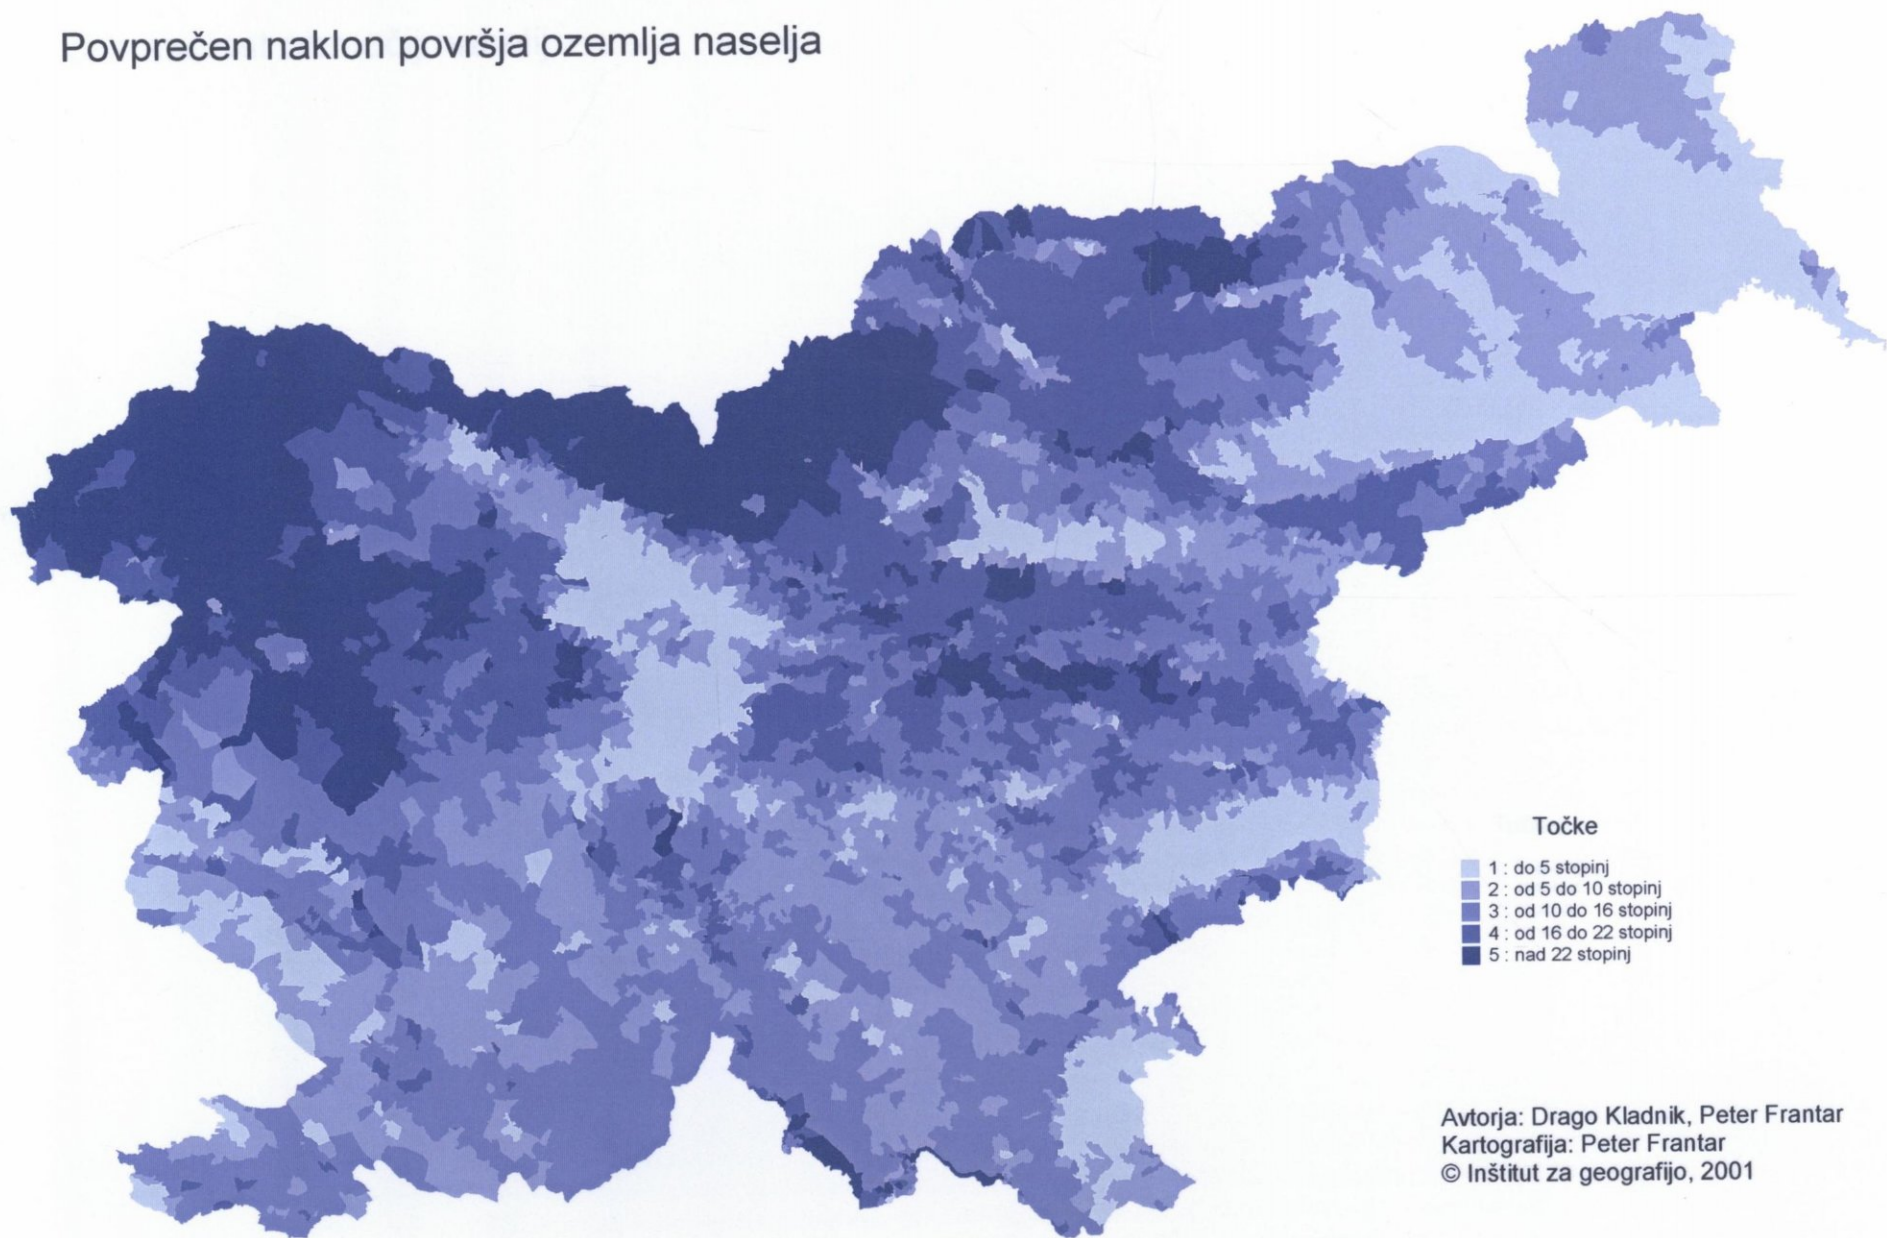 Povprečen naklon površja ozemlja naselja
Točke
1 : do 5 stopinj
2 : od 5 do 10 stopinj
3 : od 10 do 16 stopinj
4 : od 16 do 22 stopinj
5 : nad 22 stopinj
Avtorja: Drago Kladnik, Peter Frantar
Kartografija: Peter Frantar
© Inštitut za geografijo, 2001